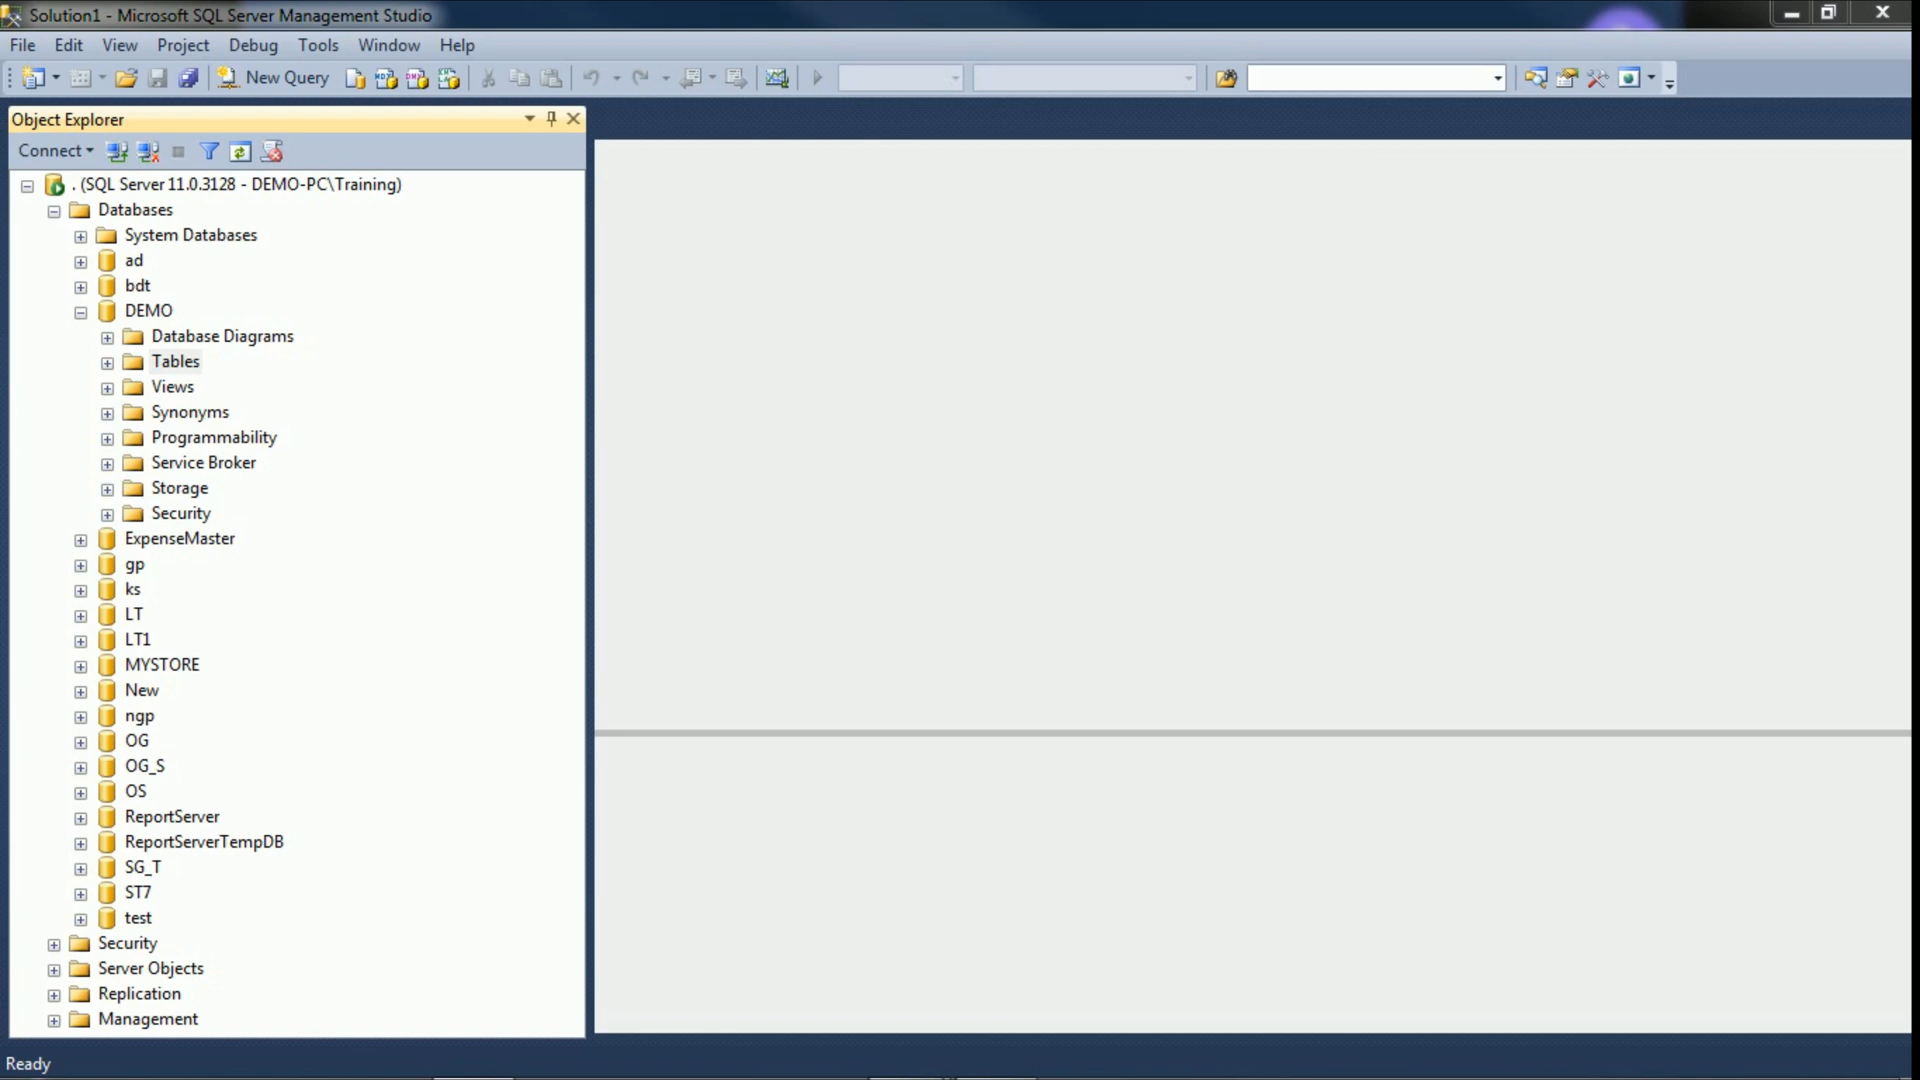 Solution1 - Microsoft SQL Server Management Studio
File Edit View Project Debug Tools Window Help
New Query
Object Explorer
Connect
. (SQL Server 11.0.3128 - DEMO-PC\Training)
Databases
System Databases
ad
bdt
DEMO
Database Diagrams
Tables
Views
Synonyms
Programmability
Service Broker
Storage
Security
ExpenseMaster
gp
ks
LT
LT1
MYSTORE
New
ngp
OG
OG_S
OS
ReportServer
ReportServerTempDB
SG_T
ST7
test
Security
Server Objects
Replication
Management
Ready